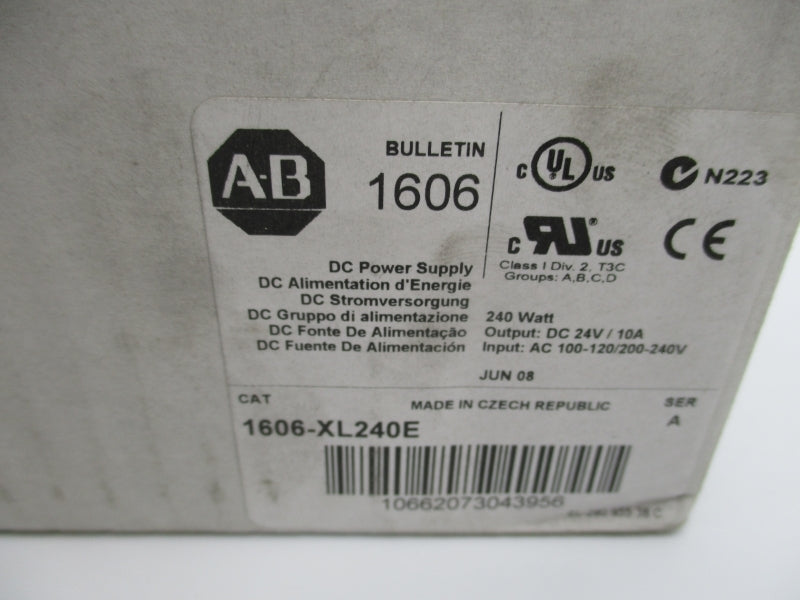 A-B
BULLETIN
1606
C UL US
N223
C RU ® US
CE
Class I Div. 2, T3C
Groups: A,B,C,D
DC Power Supply
DC Alimentation d'Energie
DC Stromversorgung
DC Gruppo di alimentazione 240 Watt
DC Fonte De Alimentação Output: DC 24V / 10A
DC Fuente De Alimentación Input: AC 100-120/200-240V
JUN 08
CAT MADE IN CZECH REPUBLIC SER
1606-XL240E A
10662073043956